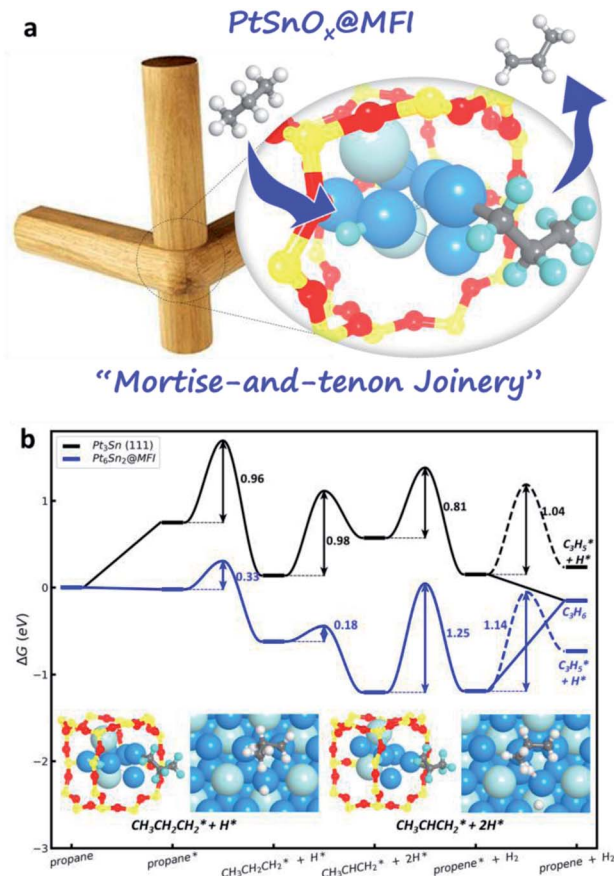 a
PtSnOₓ@MFI
“Mortise-and-tenon Joinery”
b
Pt₃Sn (111)
Pt₆Sn₂@MFI
ΔG (eV)
1
0
−1
−2
−3
0.96
0.98
0.81
1.04
C₃H₅*
+ H*
0.33
0.18
1.25
1.14
C₃H₆
C₃H₅*
+ H*
CH₃CH₂CH₂* + H*
CH₃CHCH₂* + 2H*
propane
propane*
CH₃CH₂CH₂* + H*
CH₃CHCH₂* + 2H*
propene* + H₂
propene + H₂